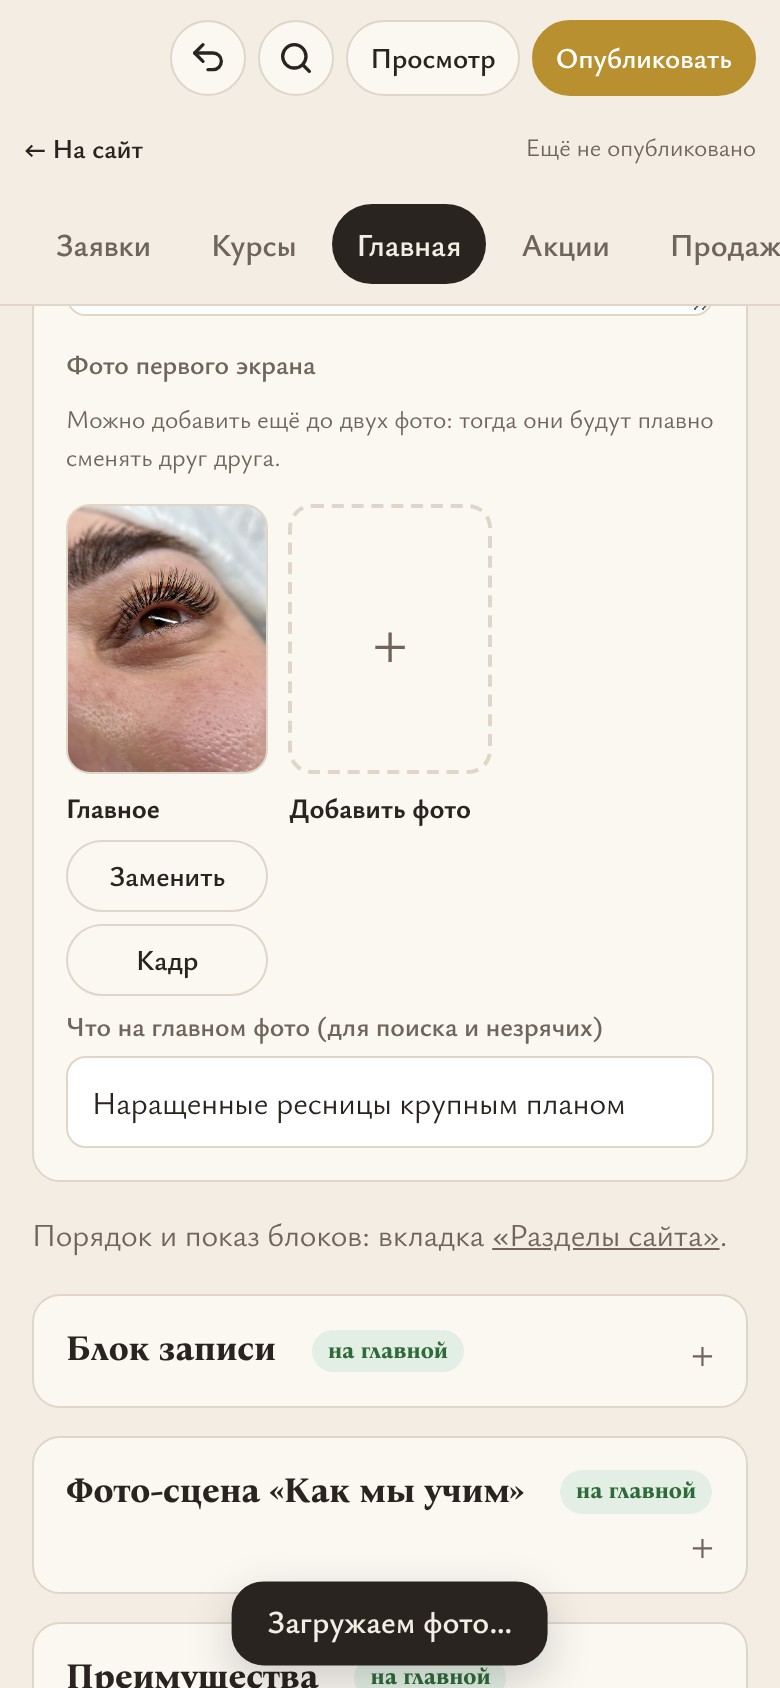 Просмотр
Опубликовать
← На сайт
Ещё не опубликовано
Заявки
Курсы
Главная
Акции
Продаж
Фото первого экрана
Можно добавить ещё до двух фото: тогда они будут плавно
сменять друг друга.
+
Главное
Добавить фото
Заменить
Кадр
Что на главном фото (для поиска и незрячих)
Наращенные ресницы крупным планом
Порядок и показ блоков: вкладка «Разделы сайта».
Блок записи
на главной
+
Фото-сцена «Как мы учим»
на главной
+
Загружаем фото...
Преимущества
на главной